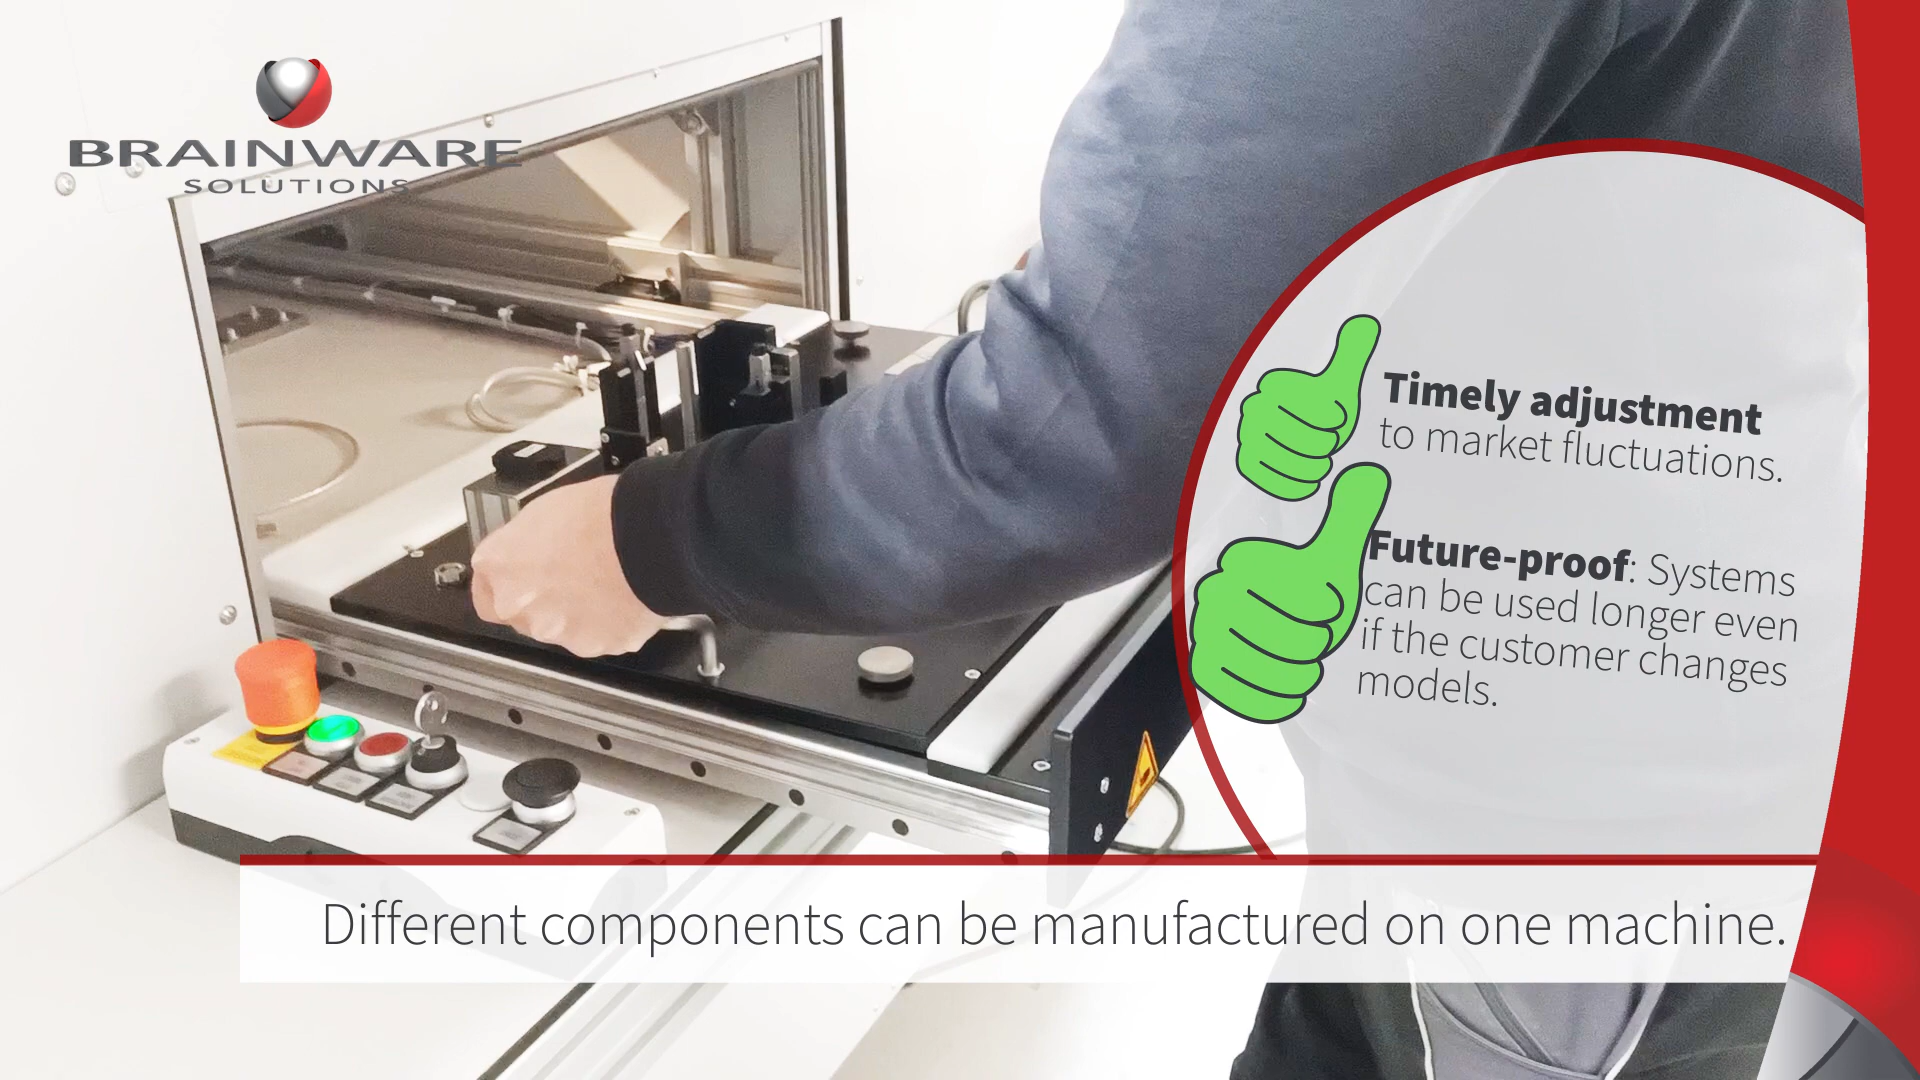 BRAINWARE
SOLUTIONS
Timely adjustment
to market fluctuations.
Future-proof: Systems
can be used longer even
if the customer changes
models.
Different components can be manufactured on one machine.